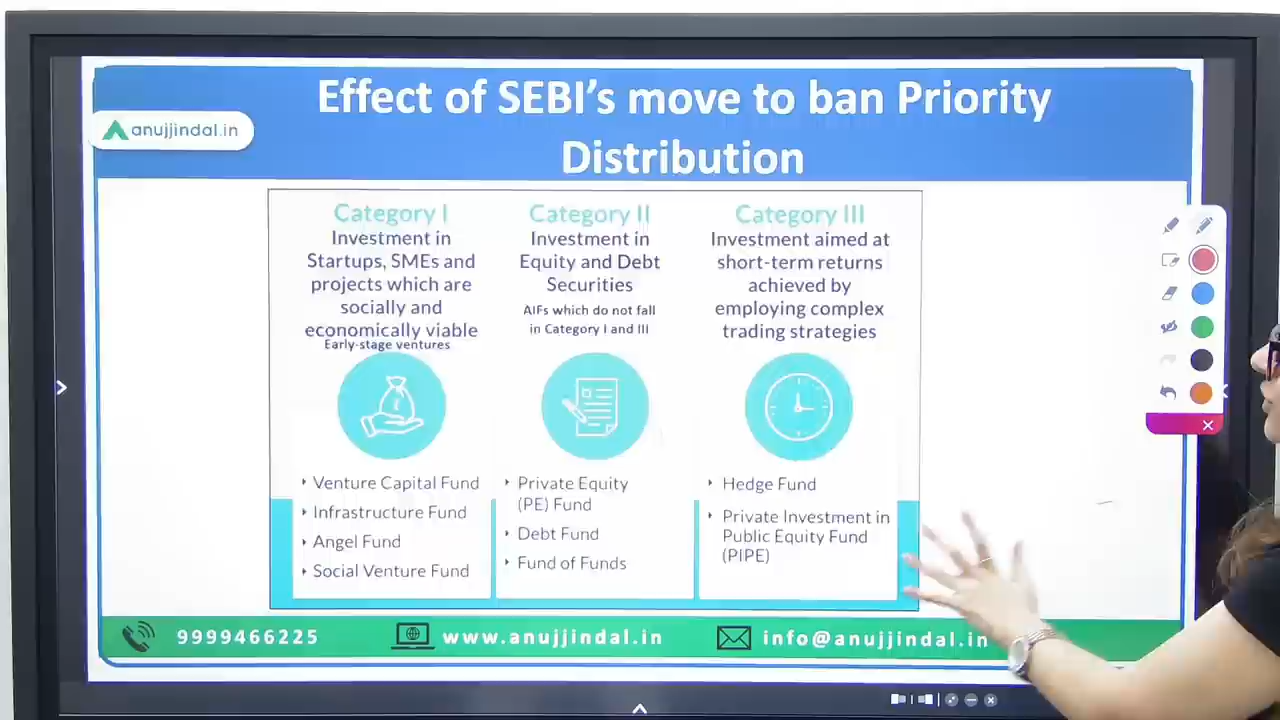 Effect of SEBI's move to ban Priority
Distribution
anujjindal.in
Category I
Investment in
Startups, SMEs and
projects which are
socially and
economically viable
Early-stage ventures
Venture Capital Fund
Infrastructure Fund
Angel Fund
Social Venture Fund
Category II
Investment in
Equity and Debt
Securities
AIFs which do not fall
in Category I and III
Private Equity
(PE) Fund
Debt Fund
Fund of Funds
Category III
Investment aimed at
short-term returns
achieved by
employing complex
trading strategies
Hedge Fund
Private Investment in
Public Equity Fund
(PIPE)
9999466225
www.anujjindal.in
info@anujjindal.in